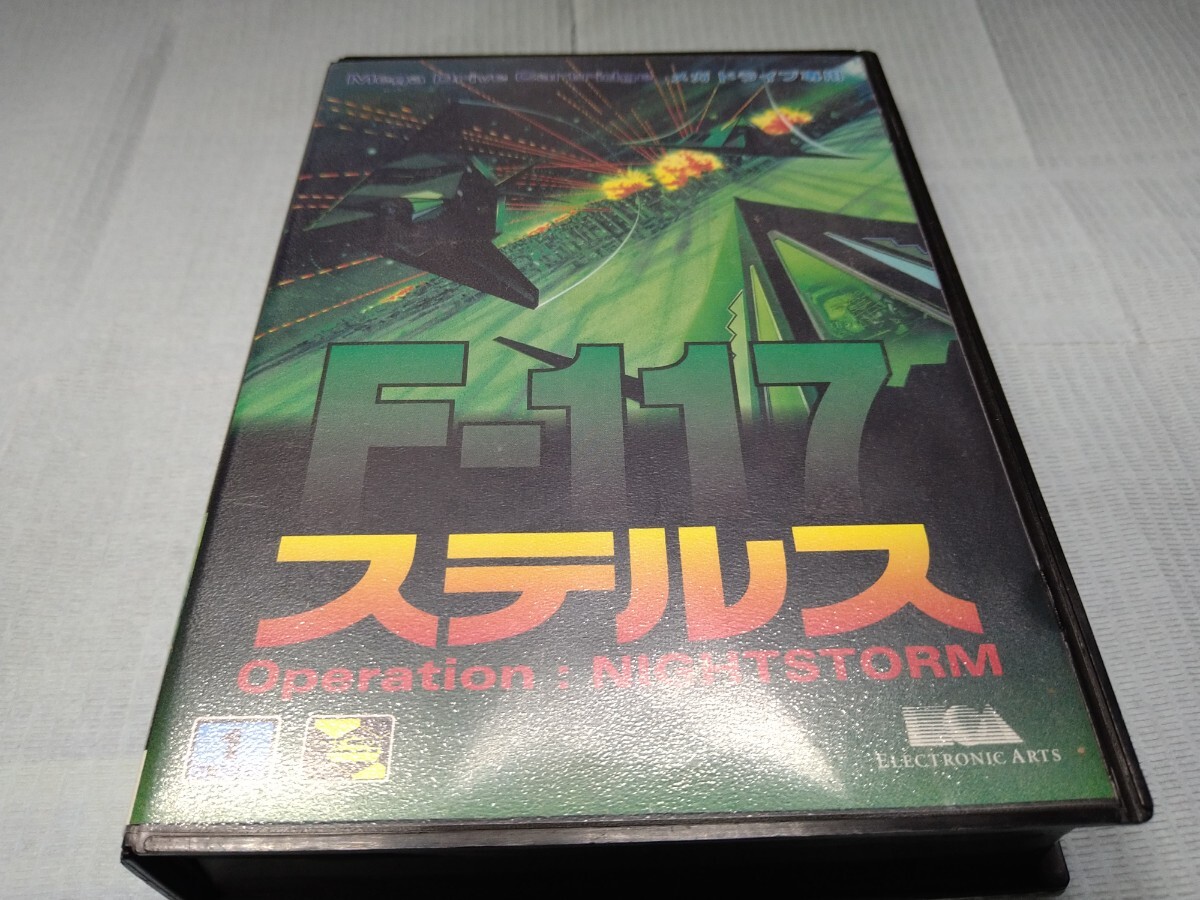 Mega Drive Cartridge メガドライブ専用
F-117
ステルス
Operation : NIGHTSTORM
ELECTRONIC ARTS